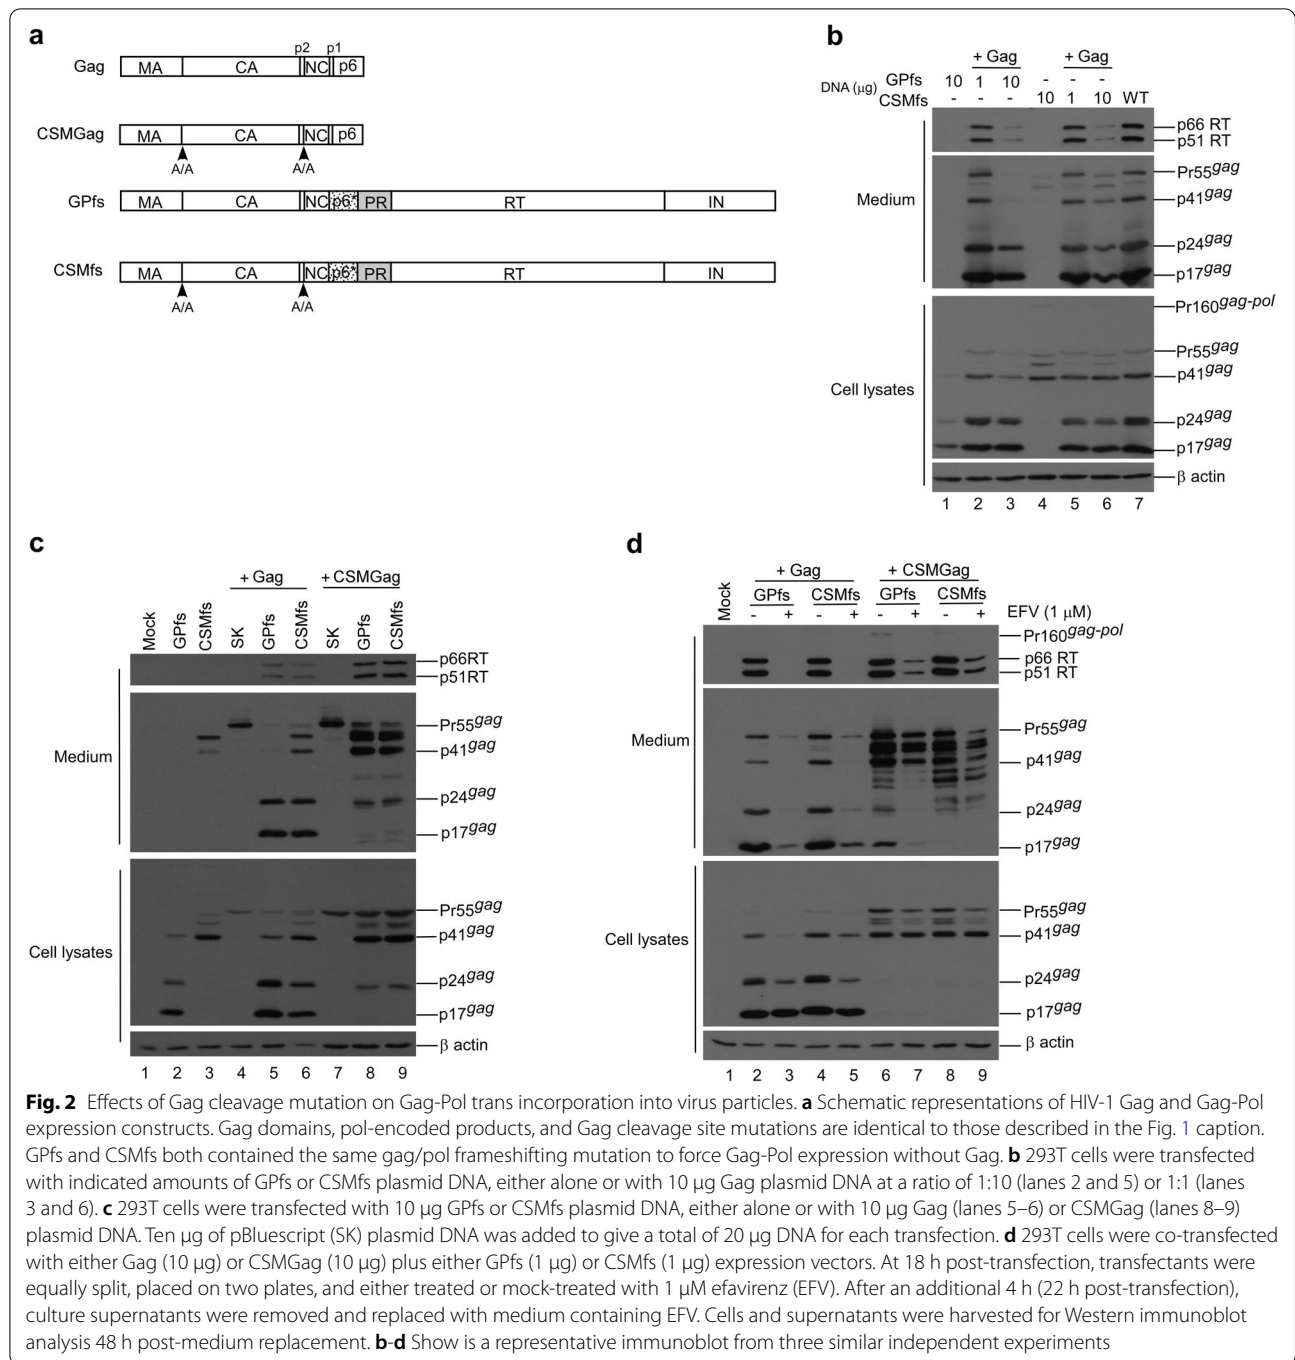 a
p2 p1
Gag MA CA NC p6
CSMGag MA CA NC p6
A/A A/A
GPfs MA CA NC p6* PR RT IN
CSMfs MA CA NC p6* PR RT IN
A/A A/A
b
+ Gag + Gag
DNA (μg)
GPfs 10 1 10 - - -
CSMfs - - - 10 1 10 WT
Medium
p66 RT
p51 RT
Pr55gag
p41gag
p24gag
p17gag
Cell lysates
Pr160gag-pol
Pr55gag
p41gag
p24gag
p17gag
β actin
1 2 3 4 5 6 7
c
+ Gag + CSMGag
Mock GPfs CSMfs SK GPfs CSMfs SK GPfs CSMfs
Medium
p66RT
p51RT
Pr55gag
p41gag
p24gag
p17gag
Cell lysates
Pr55gag
p41gag
p24gag
p17gag
β actin
1 2 3 4 5 6 7 8 9
d
+ Gag + CSMGag
Mock GPfs CSMfs GPfs CSMfs
- + - + - + - + EFV (1 μM)
Medium
Pr160gag-pol
p66 RT
p51 RT
Pr55gag
p41gag
p24gag
p17gag
Cell lysates
Pr55gag
p41gag
p24gag
p17gag
β actin
1 2 3 4 5 6 7 8 9
Fig. 2 Effects of Gag cleavage mutation on Gag-Pol trans incorporation into virus particles. a Schematic representations of HIV-1 Gag and Gag-Pol
expression constructs. Gag domains, pol-encoded products, and Gag cleavage site mutations are identical to those described in the Fig. 1 caption.
GPfs and CSMfs both contained the same gag/pol frameshifting mutation to force Gag-Pol expression without Gag. b 293T cells were transfected
with indicated amounts of GPfs or CSMfs plasmid DNA, either alone or with 10 μg Gag plasmid DNA at a ratio of 1:10 (lanes 2 and 5) or 1:1 (lanes
3 and 6). c 293T cells were transfected with 10 μg GPfs or CSMfs plasmid DNA, either alone or with 10 μg Gag (lanes 5–6) or CSMGag (lanes 8–9)
plasmid DNA. Ten μg of pBluescript (SK) plasmid DNA was added to give a total of 20 μg DNA for each transfection. d 293T cells were co-transfected
with either Gag (10 μg) or CSMGag (10 μg) plus either GPfs (1 μg) or CSMfs (1 μg) expression vectors. At 18 h post-transfection, transfectants were
equally split, placed on two plates, and either treated or mock-treated with 1 μM efavirenz (EFV). After an additional 4 h (22 h post-transfection),
culture supernatants were removed and replaced with medium containing EFV. Cells and supernatants were harvested for Western immunoblot
analysis 48 h post-medium replacement. b-d Show is a representative immunoblot from three similar independent experiments